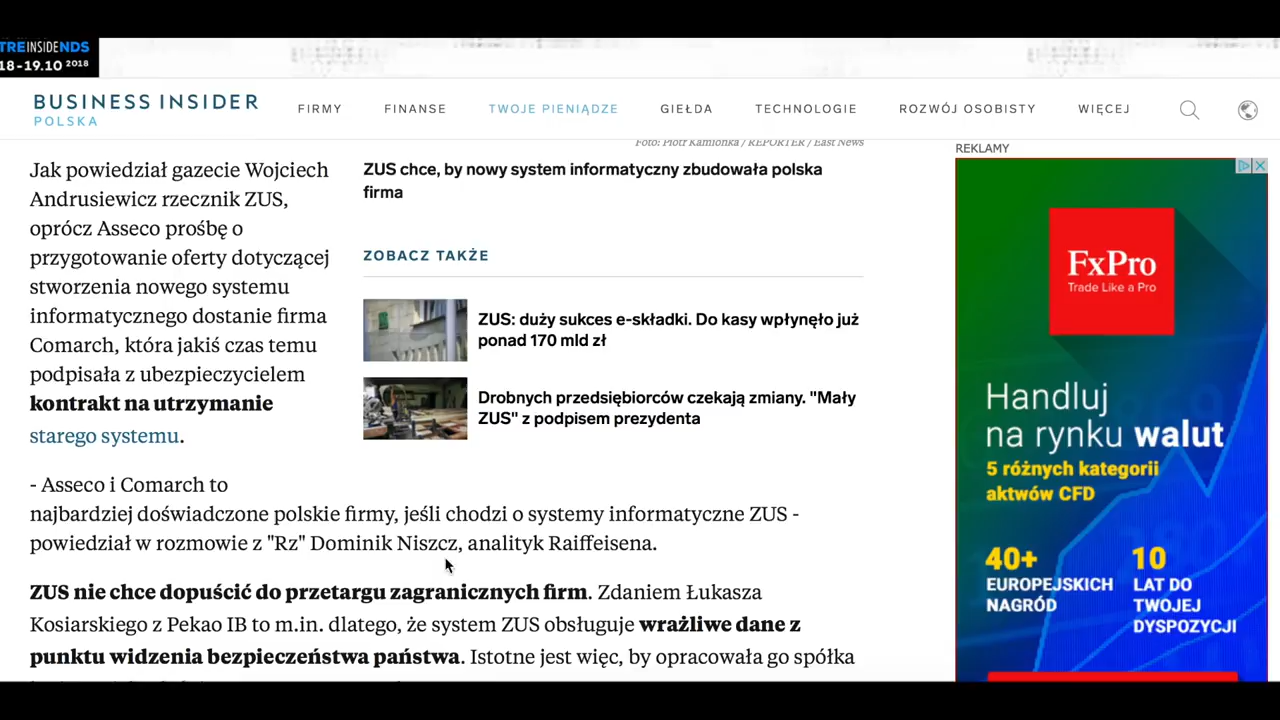 TREINSIDENDS
18-19.10 2018
BUSINESS INSIDER
POLSKA
FIRMY
FINANSE
TWOJE PIENIĄDZE
GIEŁDA
TECHNOLOGIE
ROZWÓJ OSOBISTY
WIĘCEJ
Jak powiedział gazecie Wojciech
Andrusiewicz rzecznik ZUS,
oprócz Asseco prośbę o
przygotowanie oferty dotyczącej
stworzenia nowego systemu
informatycznego dostanie firma
Comarch, która jakiś czas temu
podpisała z ubezpieczycielem
kontrakt na utrzymanie
starego systemu.
Foto: Piotr Kamionka / REPORTER / East News
ZUS chce, by nowy system informatyczny zbudowała polska
firma
ZOBACZ TAKŻE
ZUS: duży sukces e-składki. Do kasy wpłynęło już
ponad 170 mld zł
Drobnych przedsiębiorców czekają zmiany. "Mały
ZUS" z podpisem prezydenta
- Asseco i Comarch to
najbardziej doświadczone polskie firmy, jeśli chodzi o systemy informatyczne ZUS -
powiedział w rozmowie z "Rz" Dominik Niszcz, analityk Raiffeisena.
ZUS nie chce dopuścić do przetargu zagranicznych firm. Zdaniem Łukasza
Kosiarskiego z Pekao IB to m.in. dlatego, że system ZUS obsługuje wrażliwe dane z
punktu widzenia bezpieczeństwa państwa. Istotne jest więc, by opracowała go spółka
REKLAMY
FxPro
Trade Like a Pro
Handluj
na rynku walut
5 różnych kategorii
aktwów CFD
40+
EUROPEJSKICH
NAGRÓD
10
LAT DO
TWOJEJ
DYSPOZYCJI